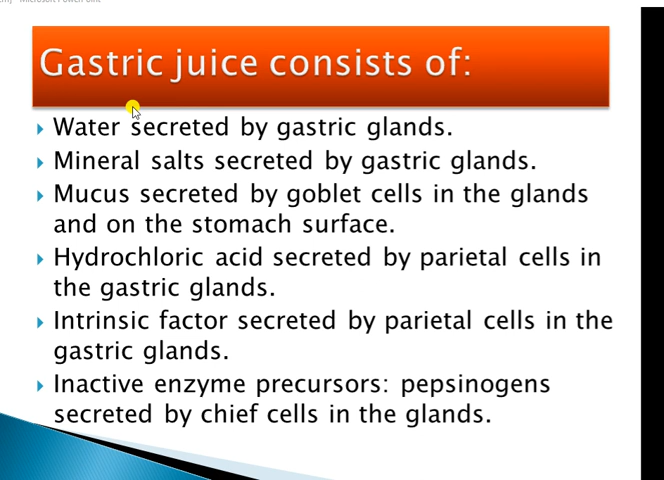 Gastric juice consists of:
Water secreted by gastric glands.
Mineral salts secreted by gastric glands.
Mucus secreted by goblet cells in the glands
and on the stomach surface.
Hydrochloric acid secreted by parietal cells in
the gastric glands.
Intrinsic factor secreted by parietal cells in the
gastric glands.
Inactive enzyme precursors: pepsinogens
secreted by chief cells in the glands.